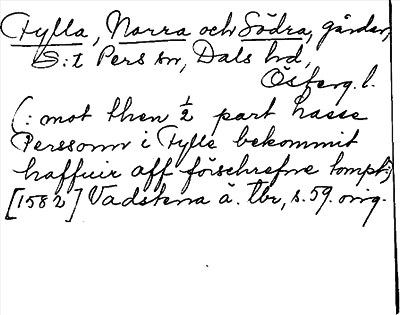 Fylla, Norra och Södra, gårdar,
S:t Pers sn, Dals hd,
Östergl.
(: mot then ½ part hasse
Perssonn i Fylle bekommit
haffuir aff förschrefne tompt:)
[1582] Vadstena ä. tbr, s. 59. orig.